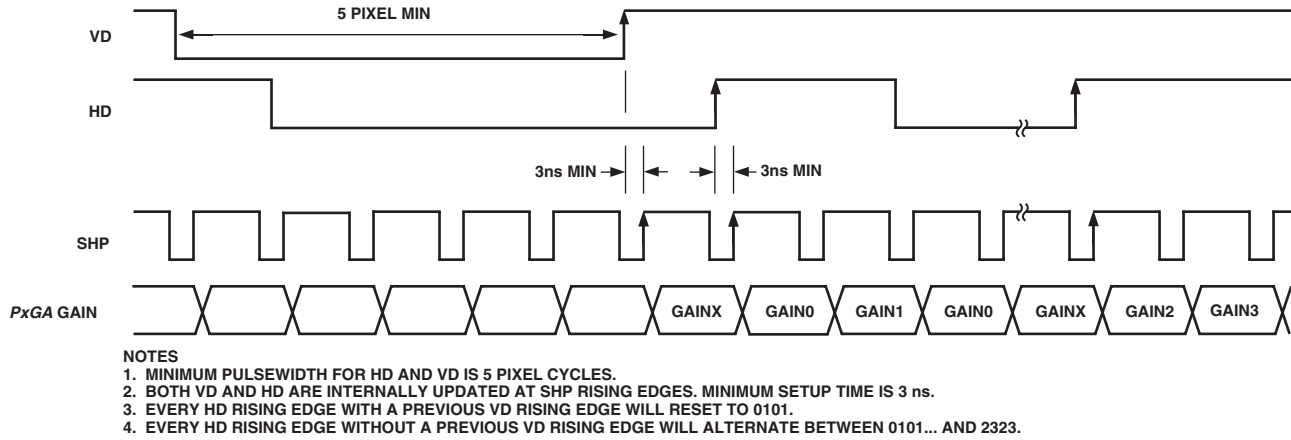 5 PIXEL MIN
VD
HD
3ns MIN
3ns MIN
SHP
PxGA GAIN
GAINX
GAIN0
GAIN1
GAIN0
GAINX
GAIN2
GAIN3
NOTES
1. MINIMUM PULSEWIDTH FOR HD AND VD IS 5 PIXEL CYCLES.
2. BOTH VD AND HD ARE INTERNALLY UPDATED AT SHP RISING EDGES. MINIMUM SETUP TIME IS 3 ns.
3. EVERY HD RISING EDGE WITH A PREVIOUS VD RISING EDGE WILL RESET TO 0101.
4. EVERY HD RISING EDGE WITHOUT A PREVIOUS VD RISING EDGE WILL ALTERNATE BETWEEN 0101... AND 2323.